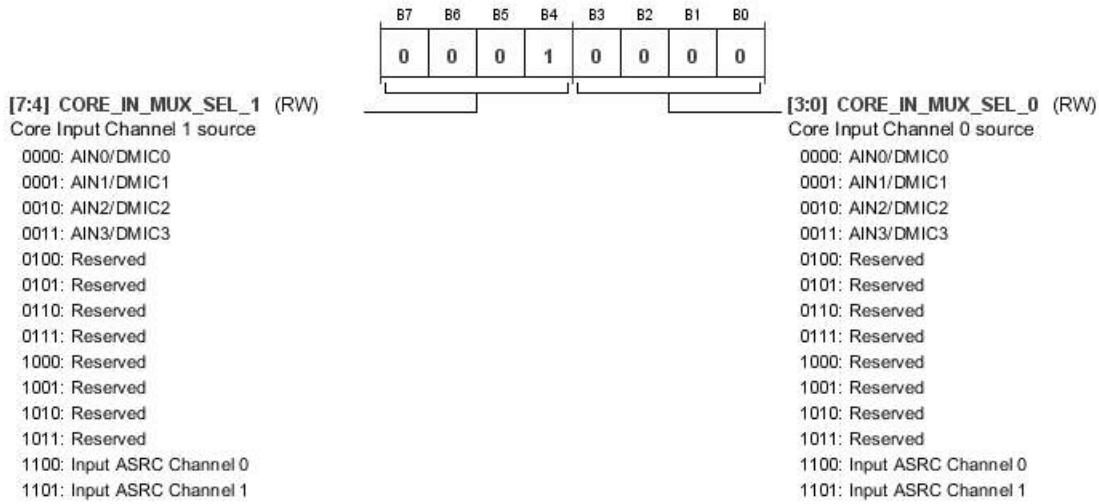 B7 B6 B5 B4 B3 B2 B1 B0
0 0 0 1 0 0 0 0
[7:4] CORE_IN_MUX_SEL_1 (RW)
Core Input Channel 1 source
0000: AIN0/DMIC0
0001: AIN1/DMIC1
0010: AIN2/DMIC2
0011: AIN3/DMIC3
0100: Reserved
0101: Reserved
0110: Reserved
0111: Reserved
1000: Reserved
1001: Reserved
1010: Reserved
1011: Reserved
1100: Input ASRC Channel 0
1101: Input ASRC Channel 1
[3:0] CORE_IN_MUX_SEL_0 (RW)
Core Input Channel 0 source
0000: AIN0/DMIC0
0001: AIN1/DMIC1
0010: AIN2/DMIC2
0011: AIN3/DMIC3
0100: Reserved
0101: Reserved
0110: Reserved
0111: Reserved
1000: Reserved
1001: Reserved
1010: Reserved
1011: Reserved
1100: Input ASRC Channel 0
1101: Input ASRC Channel 1